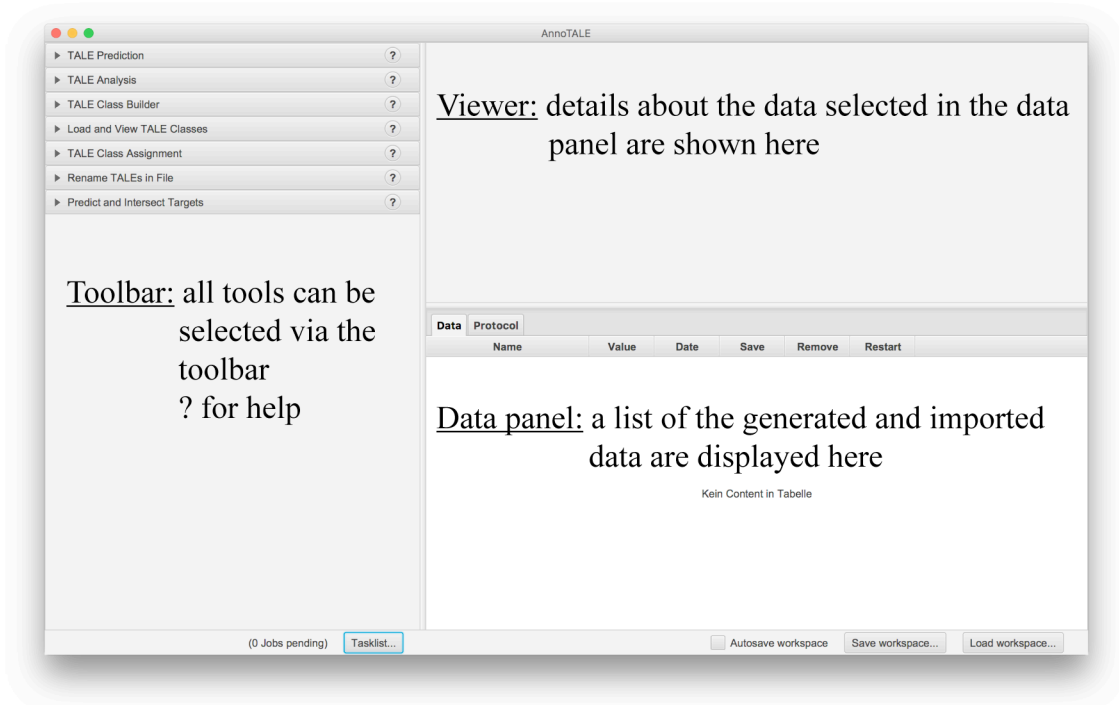 AnnoTALE
TALE Prediction ?
TALE Analysis ?
TALE Class Builder ?
Load and View TALE Classes ?
TALE Class Assignment ?
Rename TALEs in File ?
Predict and Intersect Targets ?
Toolbar: all tools can be
selected via the
toolbar
? for help
Viewer: details about the data selected in the data
panel are shown here
Data Protocol
Name Value Date Save Remove Restart
Data panel: a list of the generated and imported
data are displayed here
Kein Content in Tabelle
(0 Jobs pending) Tasklist... Autosave workspace Save workspace... Load workspace...